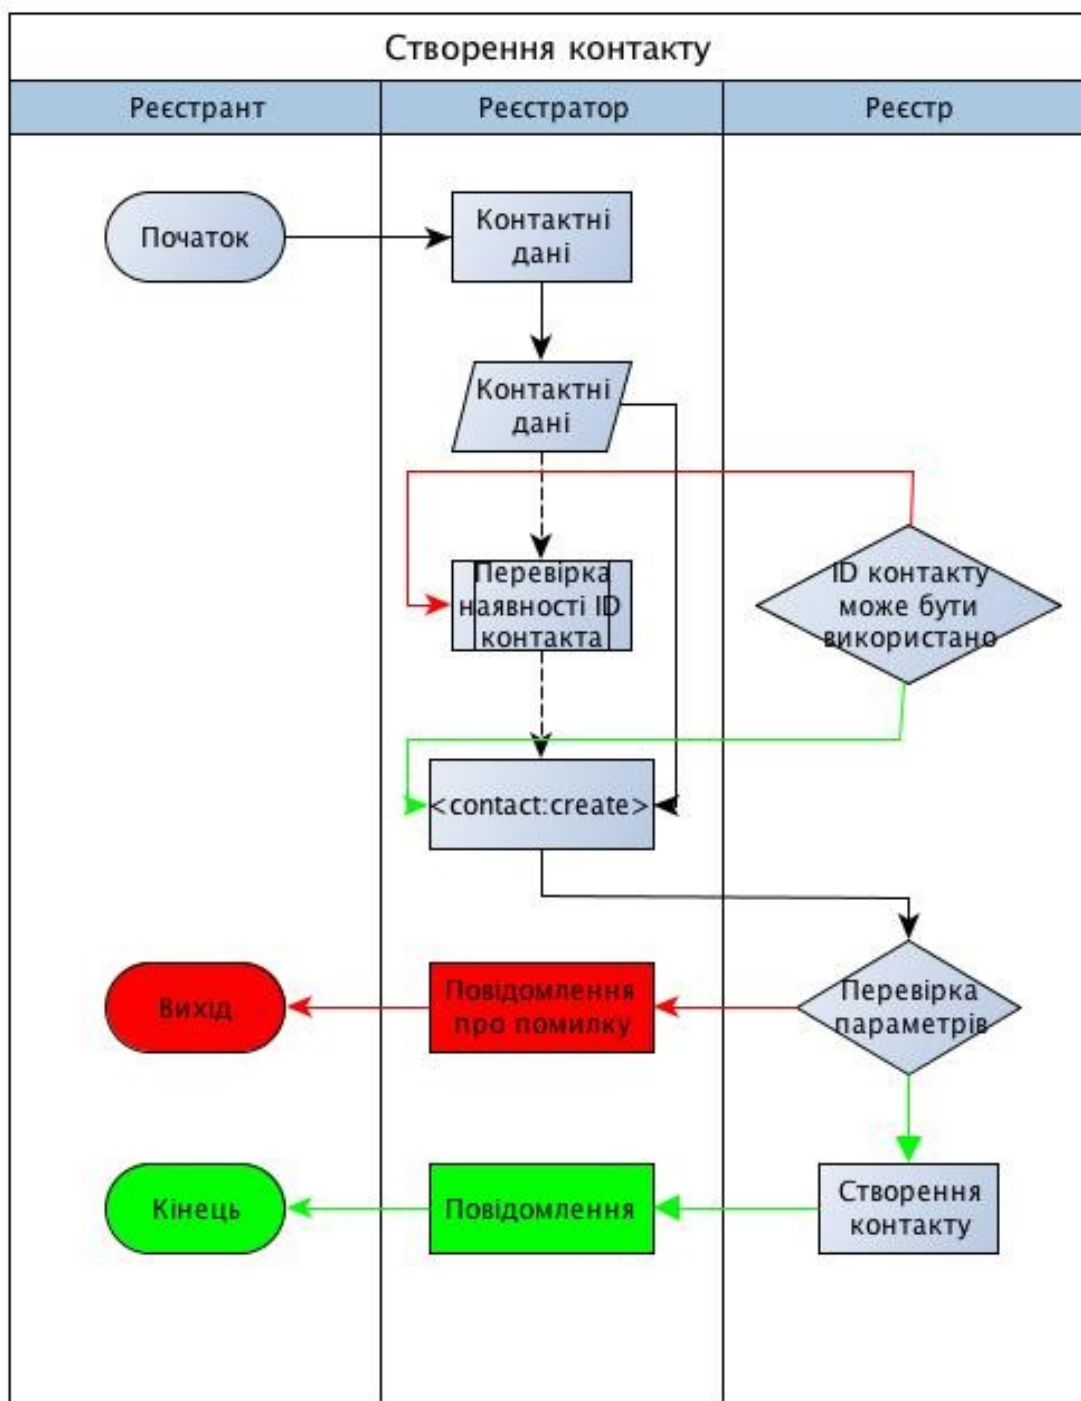 Створення контакту
Реєстрант
Реєстратор
Реєстр
Початок
Контактні
дані
Контактні
дані
Перевірка
наявності ID
контакта
ID контакту
може бути
використано
<contact:create>
Вихід
Повідомлення
про помилку
Перевірка
параметрів
Кінець
Повідомлення
Створення
контакту